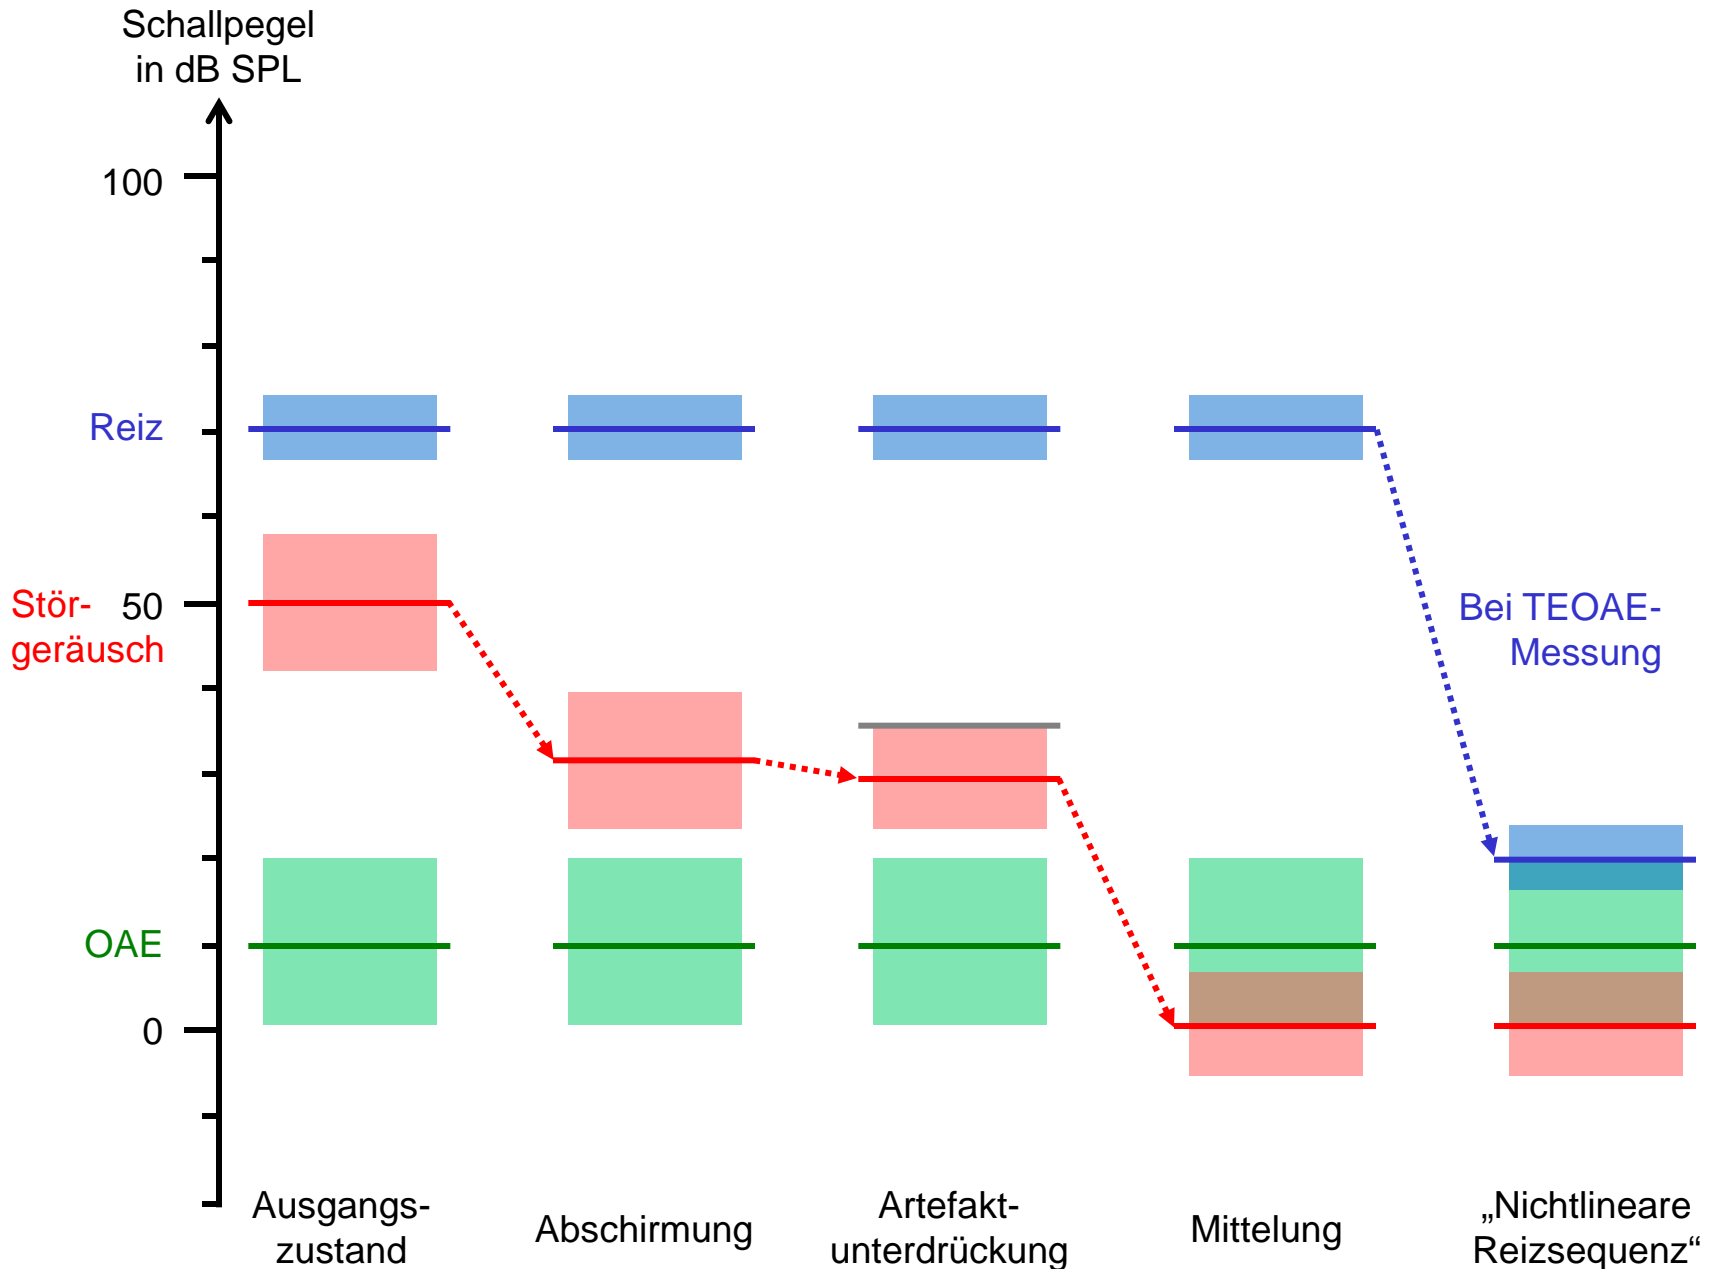 Schallpegel
in dB SPL
100
Reiz
Stör-
geräusch
50
Bei TEOAE-
Messung
OAE
0
Ausgangs-
zustand
Abschirmung
Artefakt-
unterdrückung
Mittelung
„Nichtlineare
Reizsequenz“